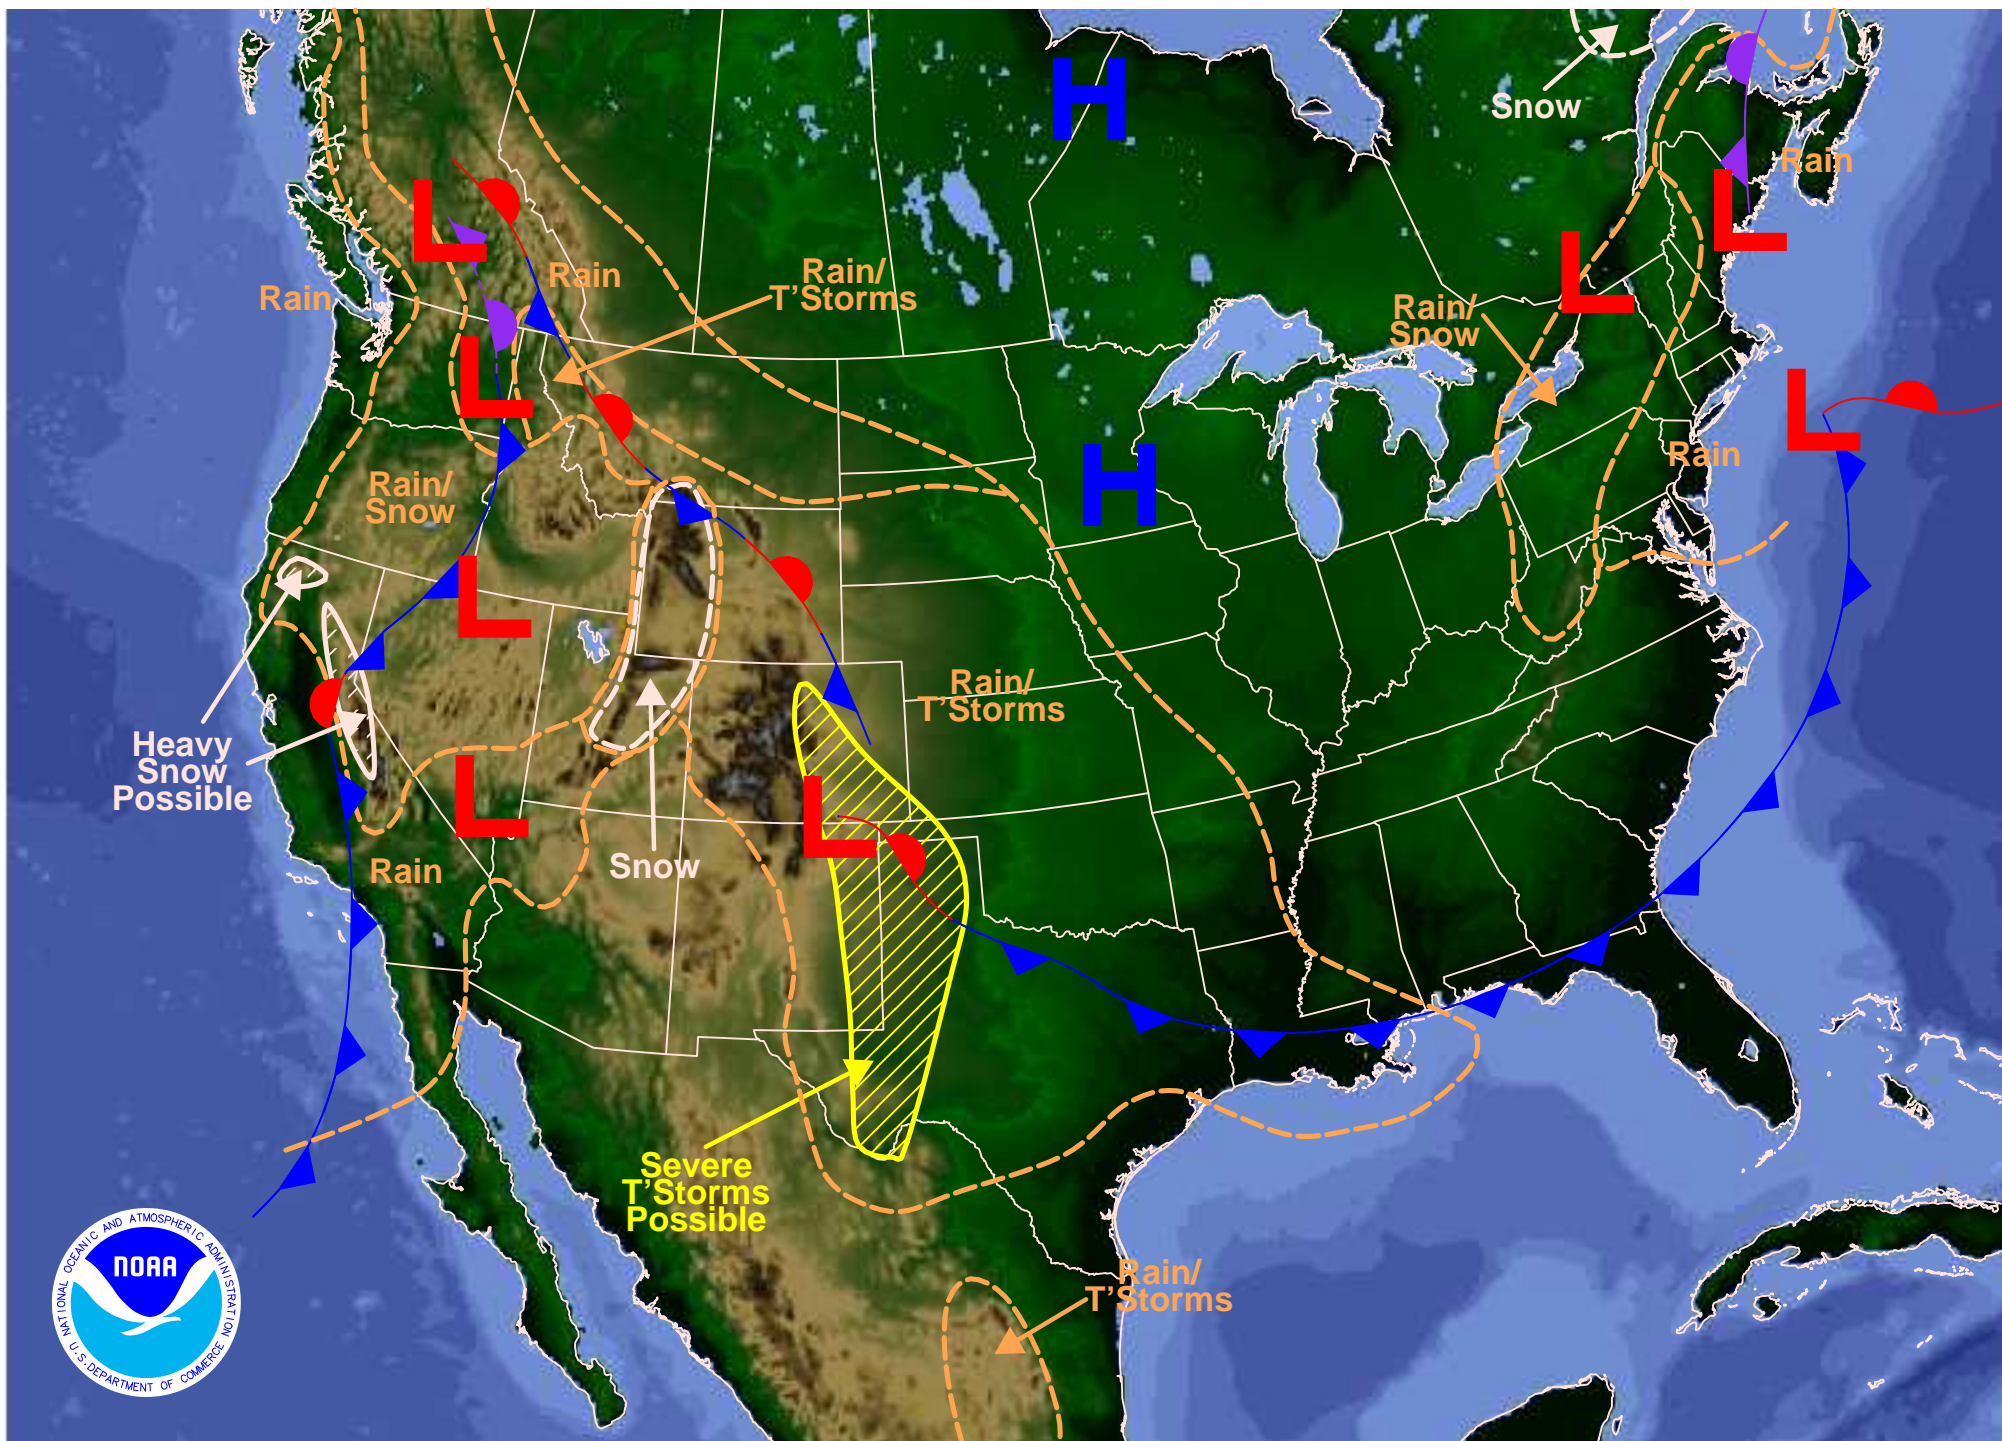 H
Snow
Rain
L
L
Rain
Rain
Rain/
T'Storms
L
Rain/
Snow
L
L
Rain
H
Rain/
Snow
L
Rain/
T'Storms
Heavy
Snow
Possible
L
L
Snow
Rain
Severe
T'Storms
Possible
Rain/
T'Storms
NATIONAL OCEANIC AND ATMOSPHERIC ADMINISTRATION
NOAA
U.S. DEPARTMENT OF COMMERCE